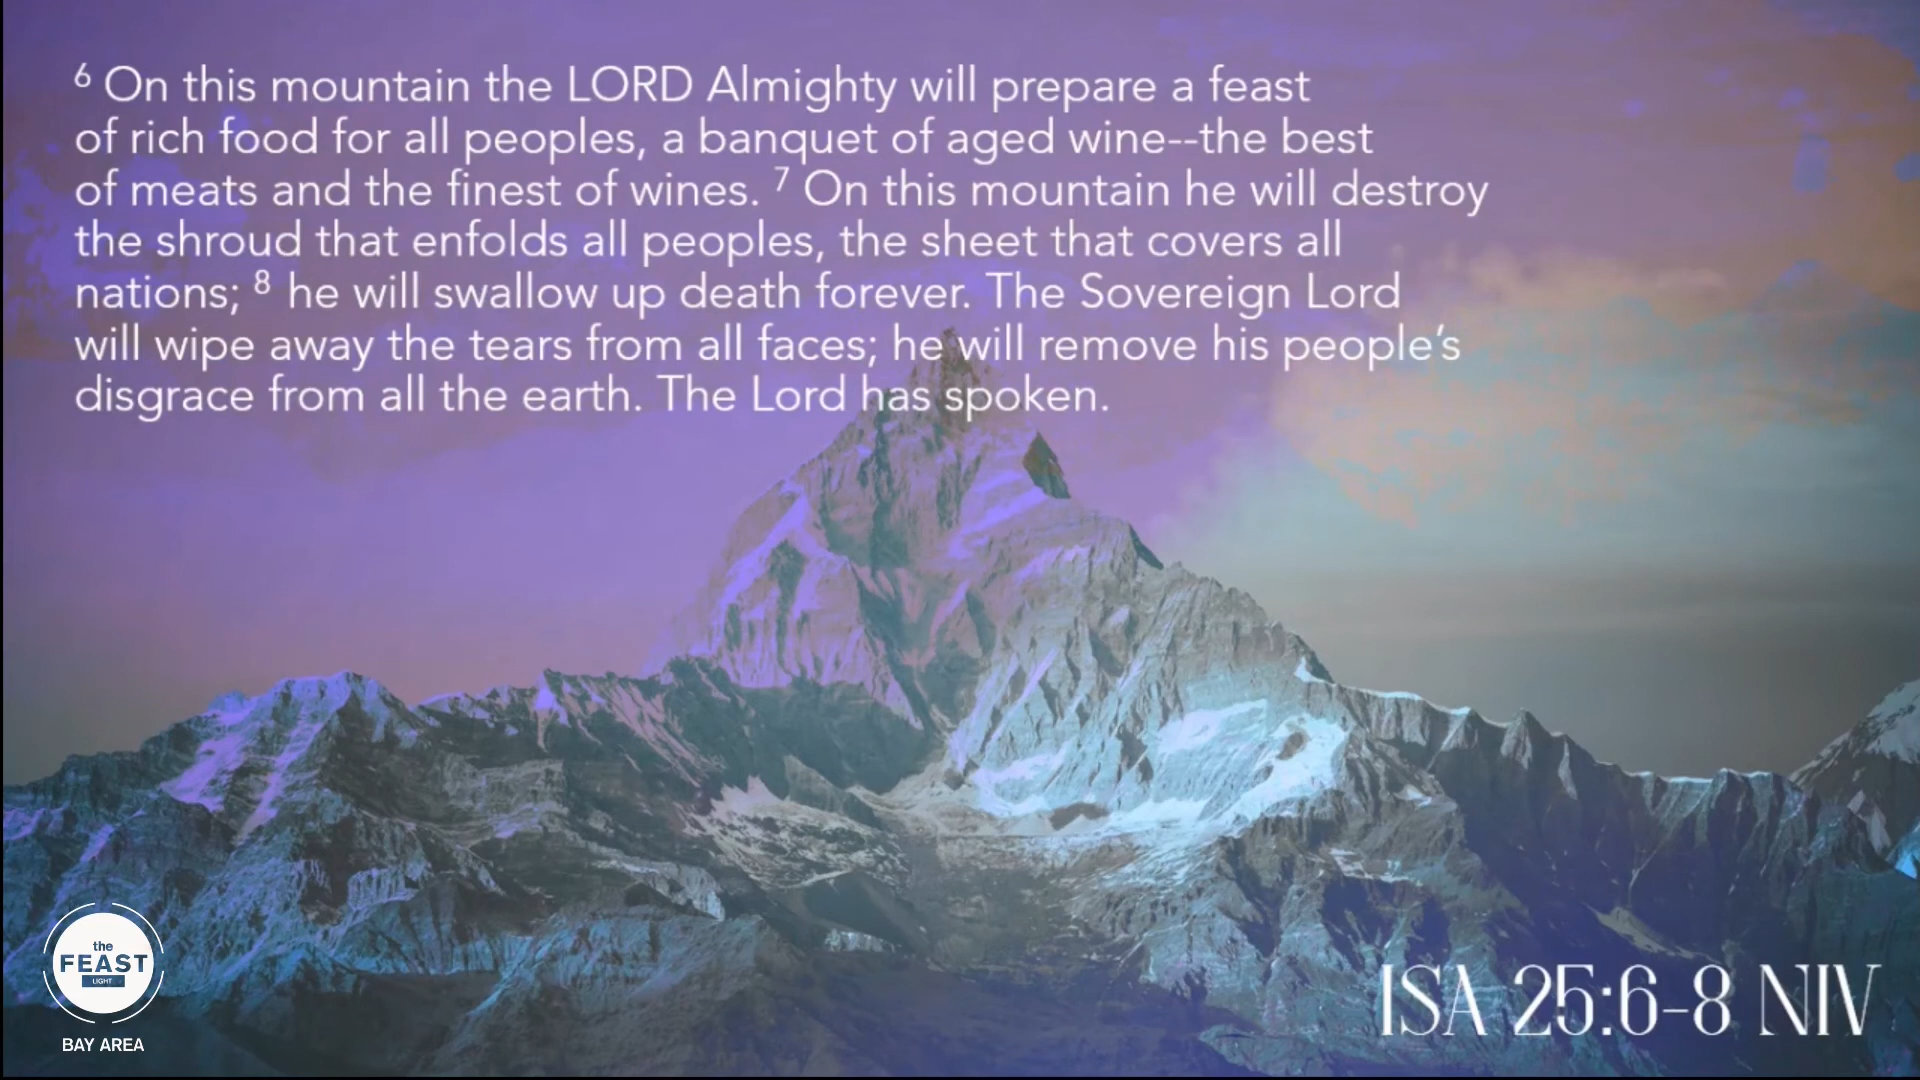 6 On this mountain the LORD Almighty will prepare a feast
of rich food for all peoples, a banquet of aged wine--the best
of meats and the finest of wines. 7 On this mountain he will destroy
the shroud that enfolds all peoples, the sheet that covers all
nations; 8 he will swallow up death forever. The Sovereign Lord
will wipe away the tears from all faces; he will remove his people’s
disgrace from all the earth. The Lord has spoken.
the
FEAST
LIGHT
BAY AREA
ISA 25:6-8 NIV